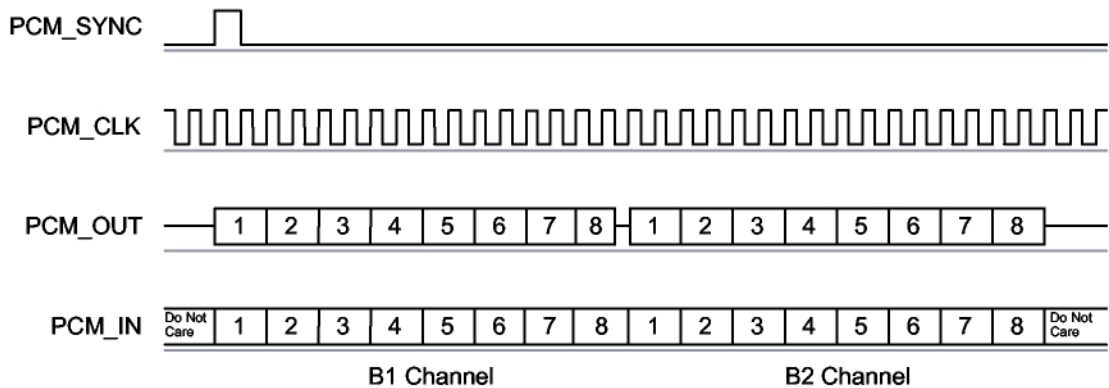 PCM_SYNC
PCM_CLK
PCM_OUT 1 2 3 4 5 6 7 8 1 2 3 4 5 6 7 8
PCM_IN Do Not Care 1 2 3 4 5 6 7 8 1 2 3 4 5 6 7 8 Do Not Care
B1 Channel B2 Channel